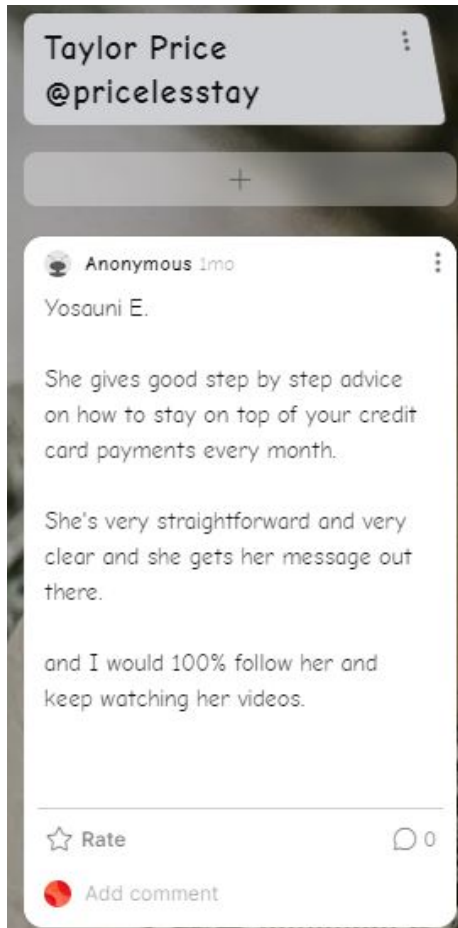 Taylor Price
@pricelesstay
+
Anonymous 1mo
Yosauni E.
She gives good step by step advice
on how to stay on top of your credit
card payments every month.
She's very straightforward and very
clear and she gets her message out
there.
and I would 100% follow her and
keep watching her videos.
Rate 0
Add comment